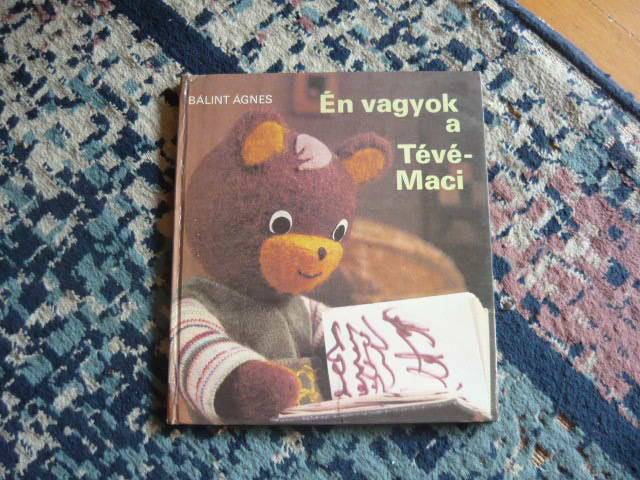 BÁLINT ÁGNES
Én vagyok
a
Tévé-
Maci